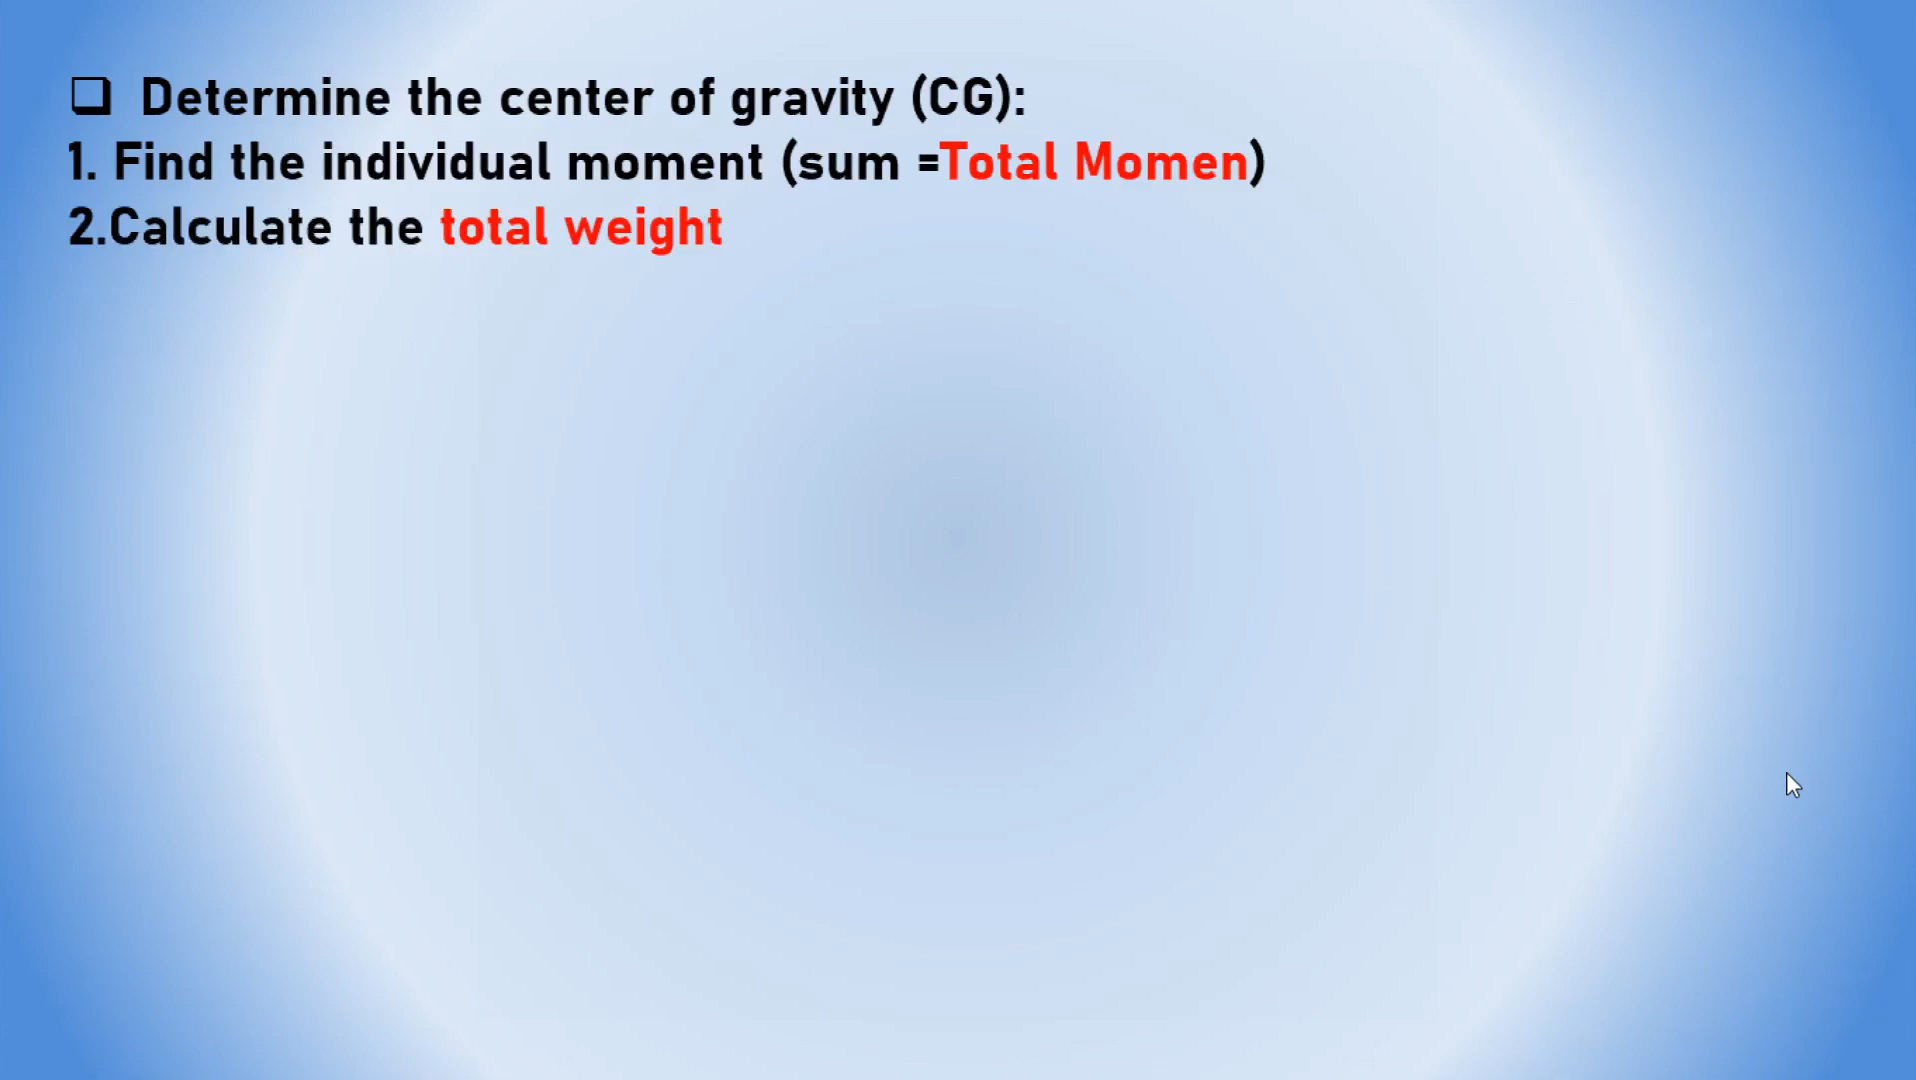 ❑ Determine the center of gravity (CG):
1. Find the individual moment (sum =Total Momen)
2.Calculate the total weight